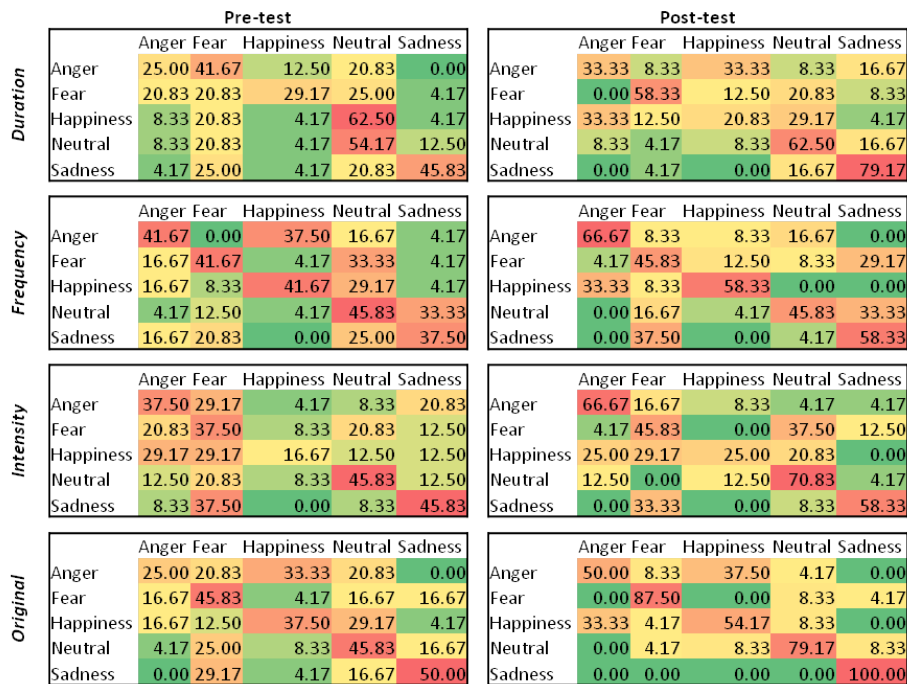 Pre-test Post-test
Duration
Anger Fear Happiness Neutral Sadness Anger Fear Happiness Neutral Sadness
Anger 25.00 41.67 12.50 20.83 0.00 Anger 33.33 8.33 33.33 8.33 16.67
Fear 20.83 20.83 29.17 25.00 4.17 Fear 0.00 58.33 12.50 20.83 8.33
Happiness 8.33 20.83 4.17 62.50 4.17 Happiness 33.33 12.50 20.83 29.17 4.17
Neutral 8.33 20.83 4.17 54.17 12.50 Neutral 8.33 4.17 8.33 62.50 16.67
Sadness 4.17 25.00 4.17 20.83 45.83 Sadness 0.00 4.17 0.00 16.67 79.17
Frequency
Anger Fear Happiness Neutral Sadness Anger Fear Happiness Neutral Sadness
Anger 41.67 0.00 37.50 16.67 4.17 Anger 66.67 8.33 8.33 16.67 0.00
Fear 16.67 41.67 4.17 33.33 4.17 Fear 4.17 45.83 12.50 8.33 29.17
Happiness 16.67 8.33 41.67 29.17 4.17 Happiness 33.33 8.33 58.33 0.00 0.00
Neutral 4.17 12.50 4.17 45.83 33.33 Neutral 0.00 16.67 4.17 45.83 33.33
Sadness 16.67 20.83 0.00 25.00 37.50 Sadness 0.00 37.50 0.00 4.17 58.33
Intensity
Anger Fear Happiness Neutral Sadness Anger Fear Happiness Neutral Sadness
Anger 37.50 29.17 4.17 8.33 20.83 Anger 66.67 16.67 8.33 4.17 4.17
Fear 20.83 37.50 8.33 20.83 12.50 Fear 4.17 45.83 0.00 37.50 12.50
Happiness 29.17 29.17 16.67 12.50 12.50 Happiness 25.00 29.17 25.00 20.83 0.00
Neutral 12.50 20.83 8.33 45.83 12.50 Neutral 12.50 0.00 12.50 70.83 4.17
Sadness 8.33 37.50 0.00 8.33 45.83 Sadness 0.00 33.33 0.00 8.33 58.33
Original
Anger Fear Happiness Neutral Sadness Anger Fear Happiness Neutral Sadness
Anger 25.00 20.83 33.33 20.83 0.00 Anger 50.00 8.33 37.50 4.17 0.00
Fear 16.67 45.83 4.17 16.67 16.67 Fear 0.00 87.50 0.00 8.33 4.17
Happiness 16.67 12.50 37.50 29.17 4.17 Happiness 33.33 4.17 54.17 8.33 0.00
Neutral 4.17 25.00 8.33 45.83 16.67 Neutral 0.00 4.17 8.33 79.17 8.33
Sadness 0.00 29.17 4.17 16.67 50.00 Sadness 0.00 0.00 0.00 0.00 100.00